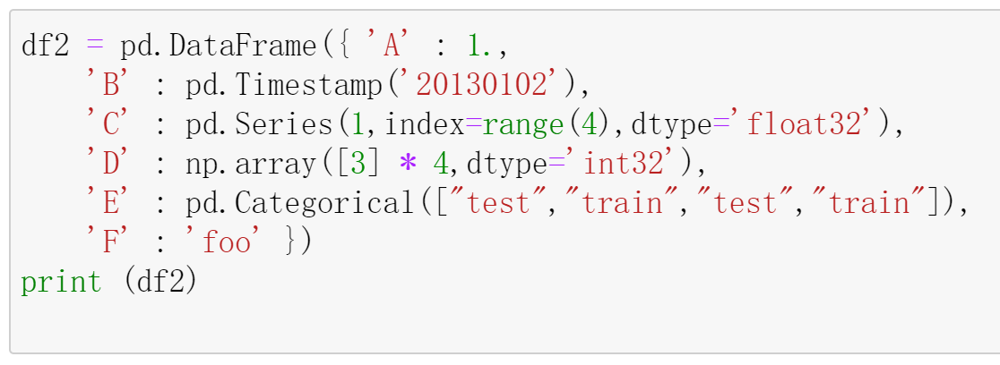 df2 = pd.DataFrame({ 'A' : 1.,
'B' : pd.Timestamp('20130102'),
'C' : pd.Series(1,index=range(4),dtype='float32'),
'D' : np.array([3] * 4,dtype='int32'),
'E' : pd.Categorical(["test","train","test","train"]),
'F' : 'foo' })
print (df2)